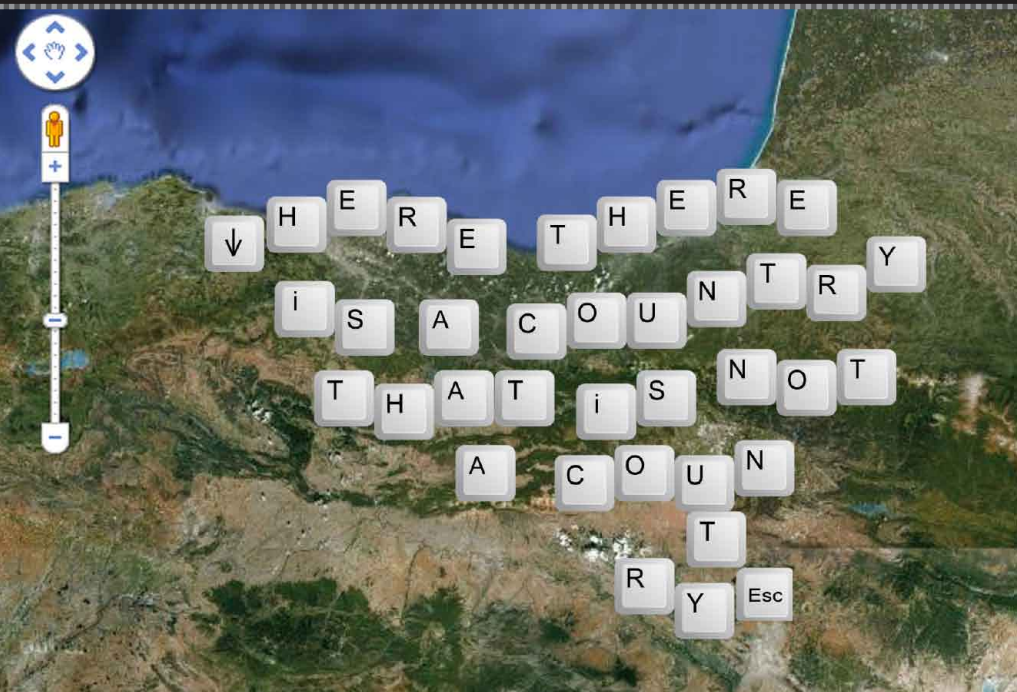 ↓ HERE THERE
iS A COUNTRY
THAT iS NOT
A COUN
T
RY Esc